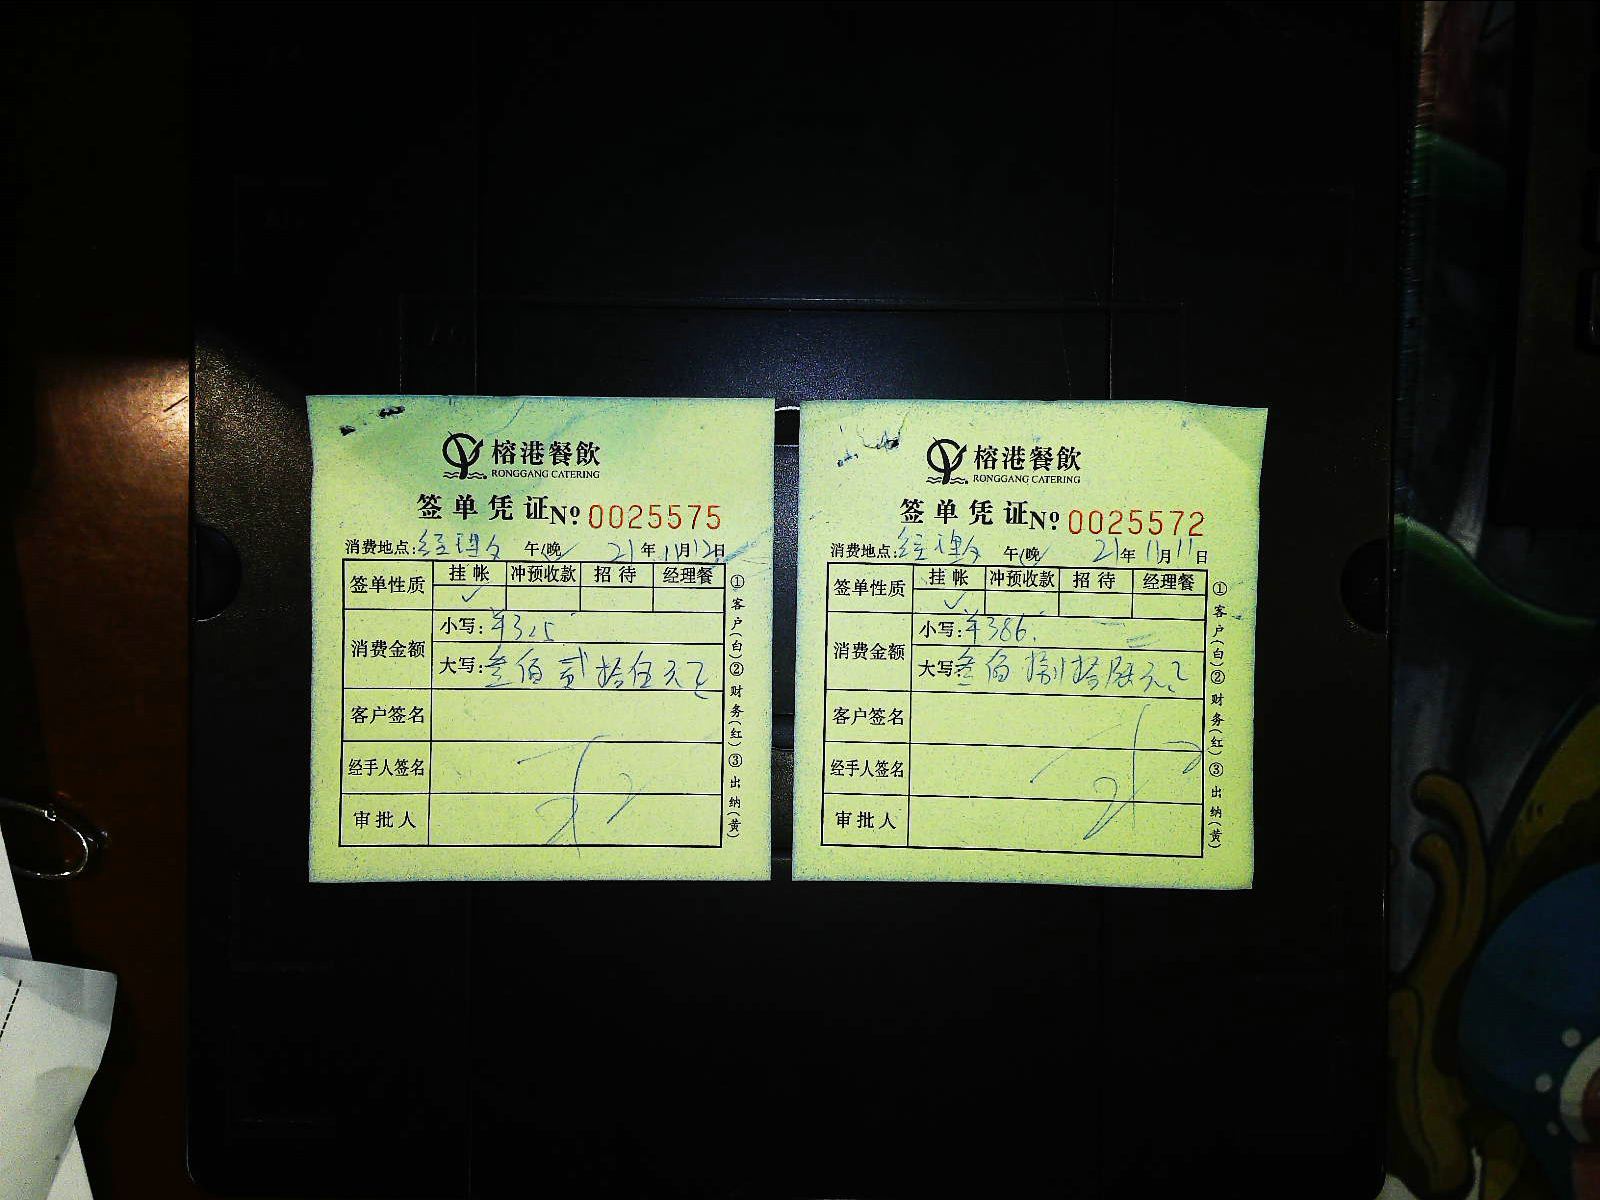 榕港餐飲
RONGGANG CATERING
签单凭证 № 0025575
消费地点: 经理 午/晚 21年11月12日
签单性质 挂帐 冲预收款 招待 经理餐
✓
消费金额
小写: ¥325
大写: 叁佰贰拾伍元
客户签名
经手人签名
审批人
①客户(白)②财务(红)③出纳(黄)
榕港餐飲
RONGGANG CATERING
签单凭证 № 0025572
消费地点: 经理 午/晚 21年11月11日
签单性质 挂帐 冲预收款 招待 经理餐
✓
消费金额
小写: ¥386.
大写: 叁佰捌拾陆元
客户签名
经手人签名
审批人
①客户(白)②财务(红)③出纳(黄)